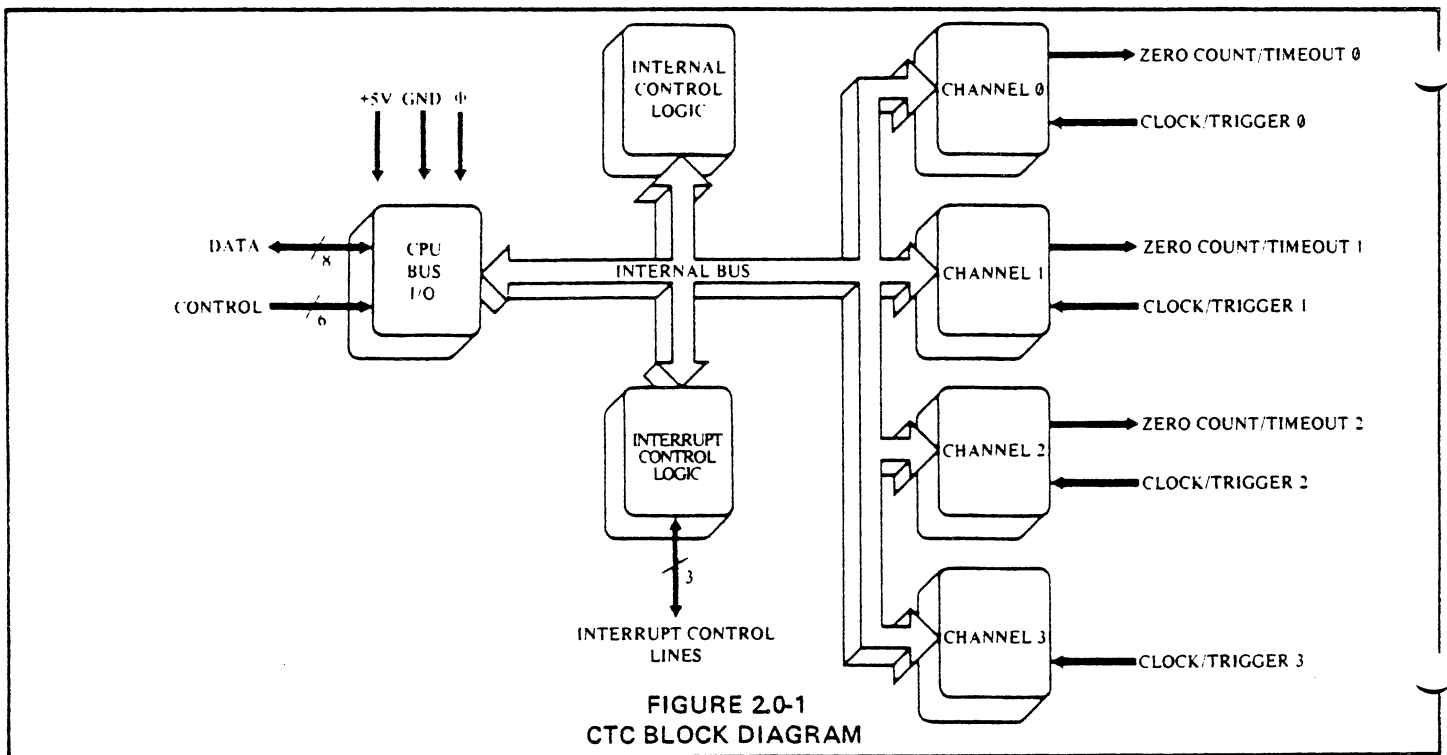 +5V GND Φ
DATA
8
CONTROL
6
CPU
BUS
I/O
INTERNAL
CONTROL
LOGIC
INTERNAL BUS
INTERRUPT
CONTROL
LOGIC
3
INTERRUPT CONTROL
LINES
CHANNEL 0
ZERO COUNT/TIMEOUT 0
CLOCK/TRIGGER 0
CHANNEL 1
ZERO COUNT/TIMEOUT 1
CLOCK/TRIGGER 1
CHANNEL 2
ZERO COUNT/TIMEOUT 2
CLOCK/TRIGGER 2
CHANNEL 3
CLOCK/TRIGGER 3
FIGURE 2.0-1
CTC BLOCK DIAGRAM